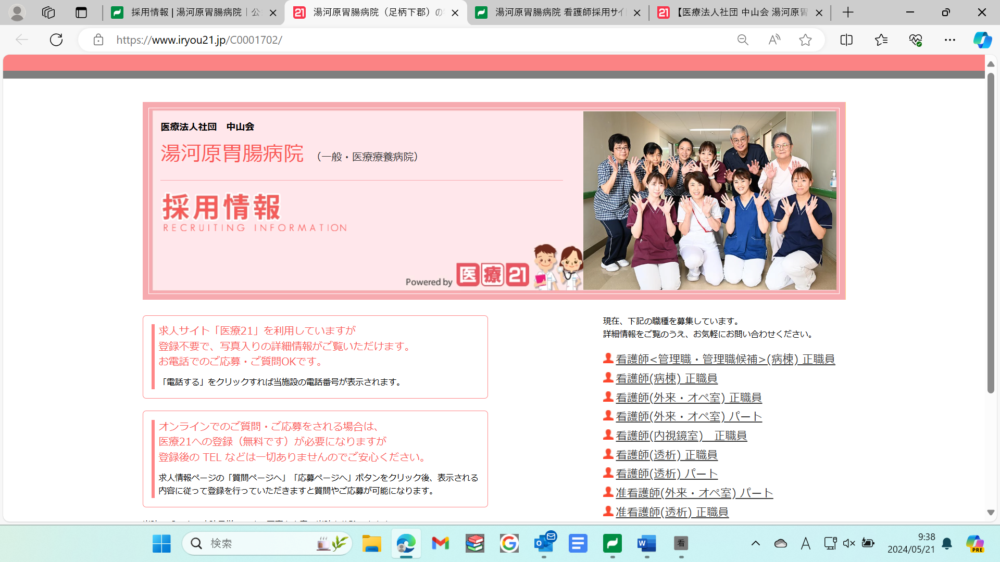 採用情報 | 湯河原胃腸病院 | 公
湯河原胃腸病院（足柄下郡）の
湯河原胃腸病院 看護師採用サイ
【医療法人社団 中山会 湯河原胃
https://www.iryou21.jp/C0001702/
医療法人社団　中山会
湯河原胃腸病院 （一般・医療療養病院）
採用情報
RECRUITING INFORMATION
Powered by 医療21
求人サイト「医療21」を利用していますが
登録不要で、写真入りの詳細情報がご覧いただけます。
お電話でのご応募・ご質問OKです。
「電話する」をクリックすれば当施設の電話番号が表示されます。
オンラインでのご質問・ご応募をされる場合は、
医療21への登録（無料です）が必要になりますが
登録後の TEL などは一切ありませんのでご安心ください。
求人情報ページの「質問ページへ」「応募ページへ」ボタンをクリック後、表示される
内容に従って登録を行っていただきますと質問やご応募が可能になります。
現在、下記の職種を募集しています。
詳細情報をご覧のうえ、お気軽にお問い合わせください。
看護師<管理職・管理職候補>(病棟) 正職員
看護師(病棟) 正職員
看護師(外来・オペ室) 正職員
看護師(外来・オペ室) パート
看護師(内視鏡室)　正職員
看護師(透析) 正職員
看護師(透析) パート
准看護師(外来・オペ室) パート
准看護師(透析) 正職員
検索
看
A
9:38
2024/05/21
PRE